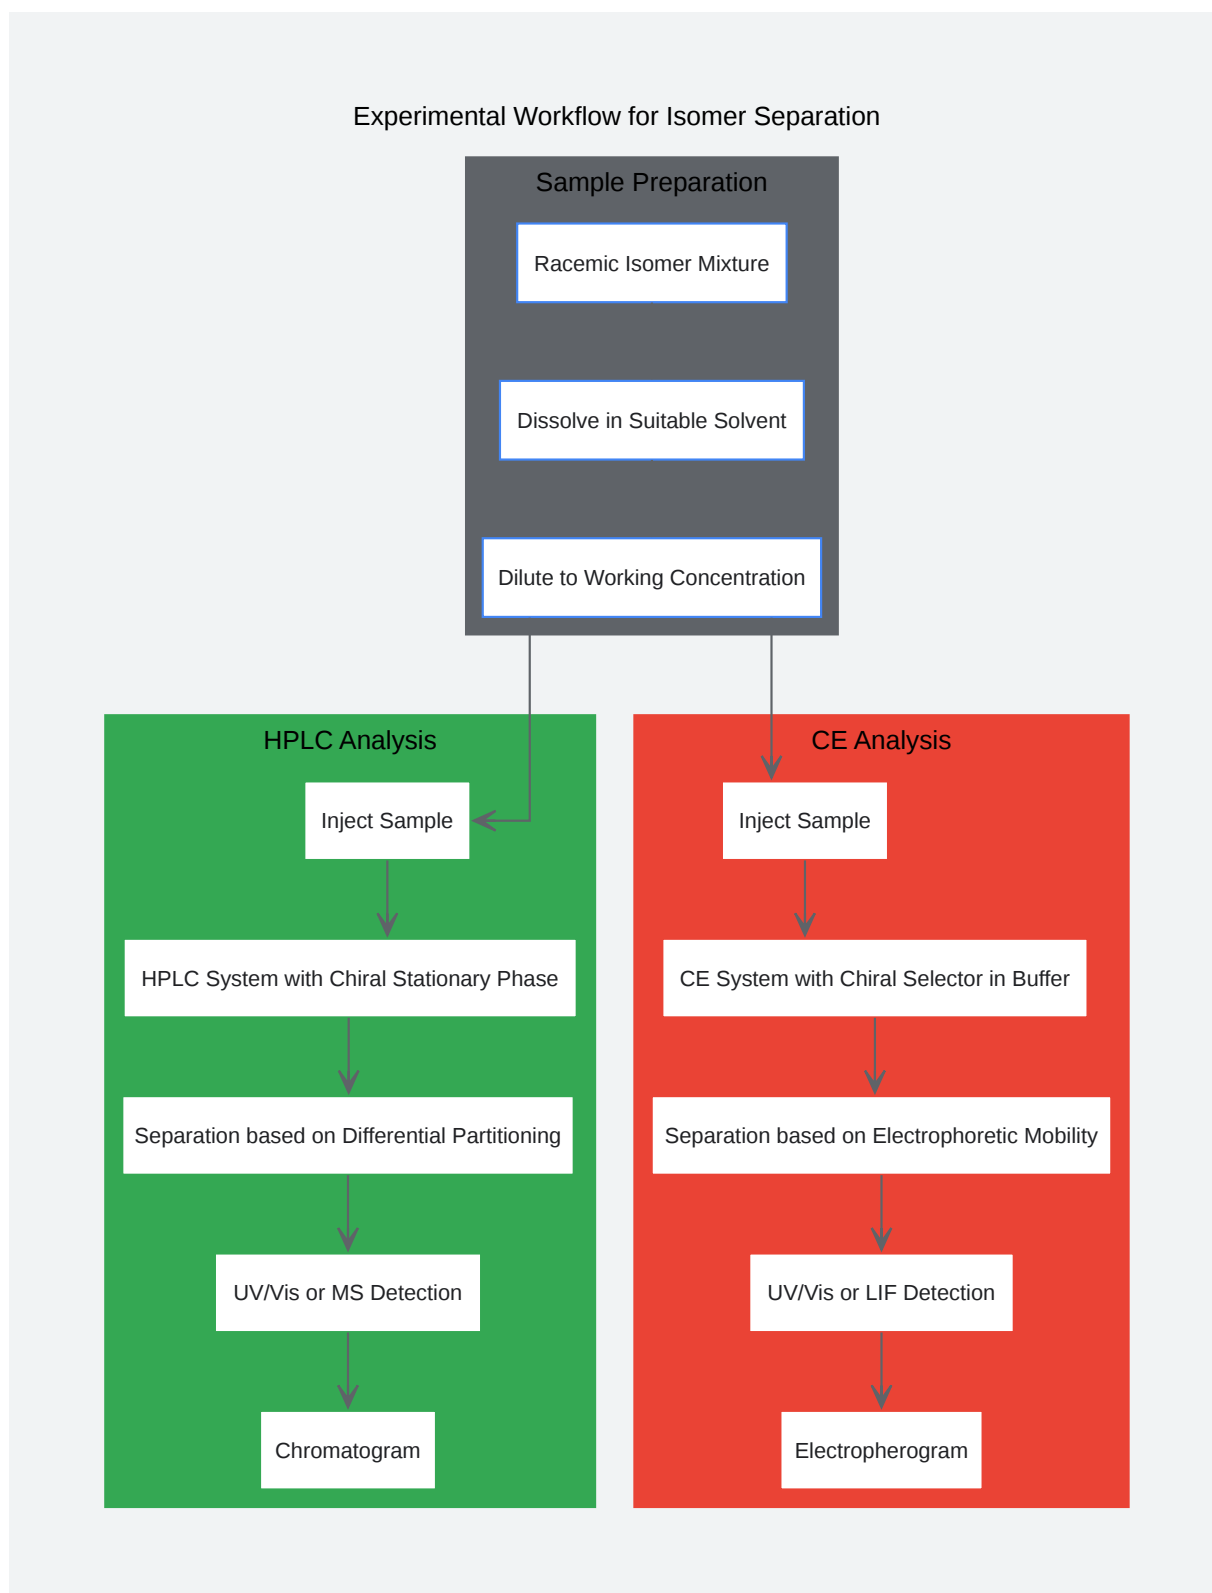 Experimental Workflow for Isomer Separation
Sample Preparation
Racemic Isomer Mixture
Dissolve in Suitable Solvent
Dilute to Working Concentration
HPLC Analysis
Inject Sample
HPLC System with Chiral Stationary Phase
Separation based on Differential Partitioning
UV/Vis or MS Detection
Chromatogram
CE Analysis
Inject Sample
CE System with Chiral Selector in Buffer
Separation based on Electrophoretic Mobility
UV/Vis or LIF Detection
Electropherogram